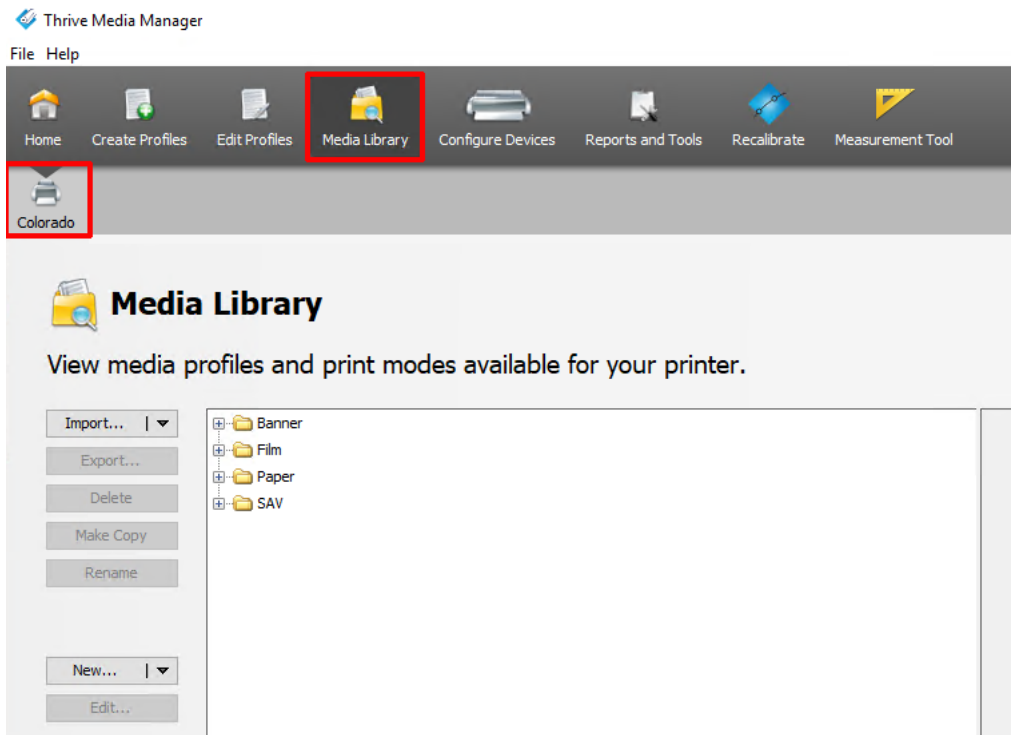 Thrive Media Manager
File Help
Home Create Profiles Edit Profiles Media Library Configure Devices Reports and Tools Recalibrate Measurement Tool
Colorado
Media Library
View media profiles and print modes available for your printer.
Import...
Export...
Delete
Make Copy
Rename
New...
Edit...
Banner
Film
Paper
SAV